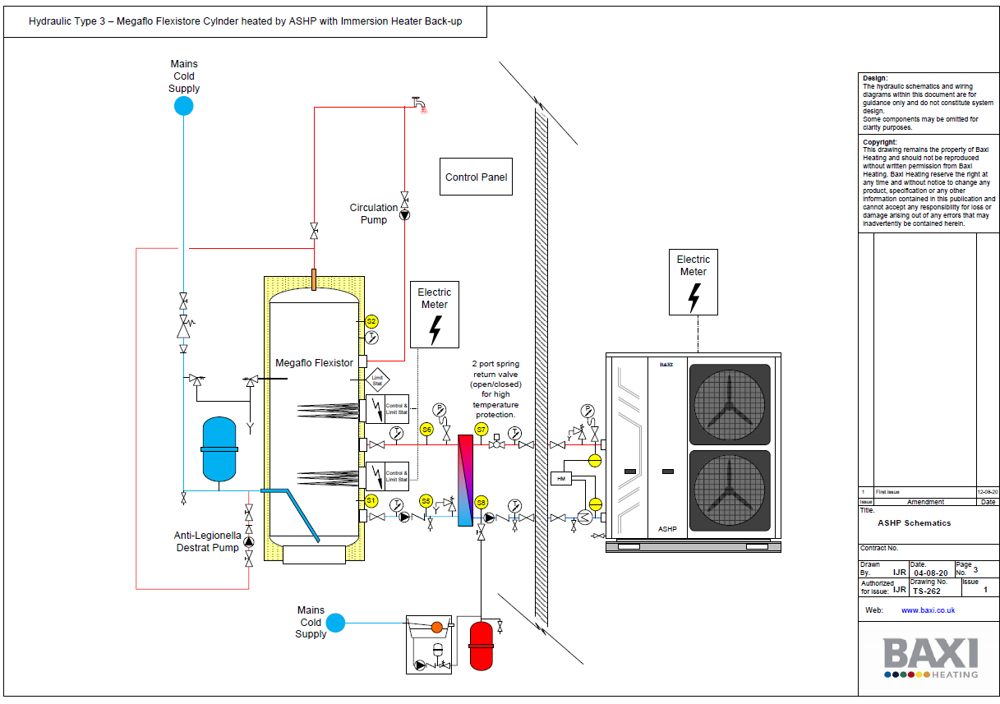 Hydraulic Type 3 – Megaflo Flexistore Cylnder heated by ASHP with Immersion Heater Back-up
Mains
Cold
Supply
Control Panel
Circulation
Pump
Electric
Meter
Electric
Meter
S2
T
Megaflo Flexistor
Limit
Stat
2 port spring
return valve
(open/closed)
for high
temperature
protection.
Control &
Limit Stat
P
P
T
S6
S7
T
Control &
Limit Stat
HM
S1
T
S5
S8
T
BAXI
ASHP
Anti-Legionella
Destrat Pump
Mains
Cold
Supply
Design:
The hydraulic schematics and wiring
diagrams within this document are for
guidance only and do not constitute system
design.
Some components may be omitted for
clarity purposes.
Copyright:
This drawing remains the property of Baxi
Heating and should not be reproduced
without written permission from Baxi
Heating. Baxi Heating reserve the right at
any time and without notice to change any
product, specification or any other
information contained in this publication and
cannot accept any responsibility for loss or
damage arising out of any errors that may
inadvertently be contained herein.
1 First issue 12-08-20
Issue Amendment Date
Title.
ASHP Schematics
Contract No.
Drawn
By. IJR
Date.
04-08-20
Page
No. 3
Authorized
for issue: IJR
Drawing No.
TS-262
Issue
1
Web: www.baxi.co.uk
BAXI
HEATING